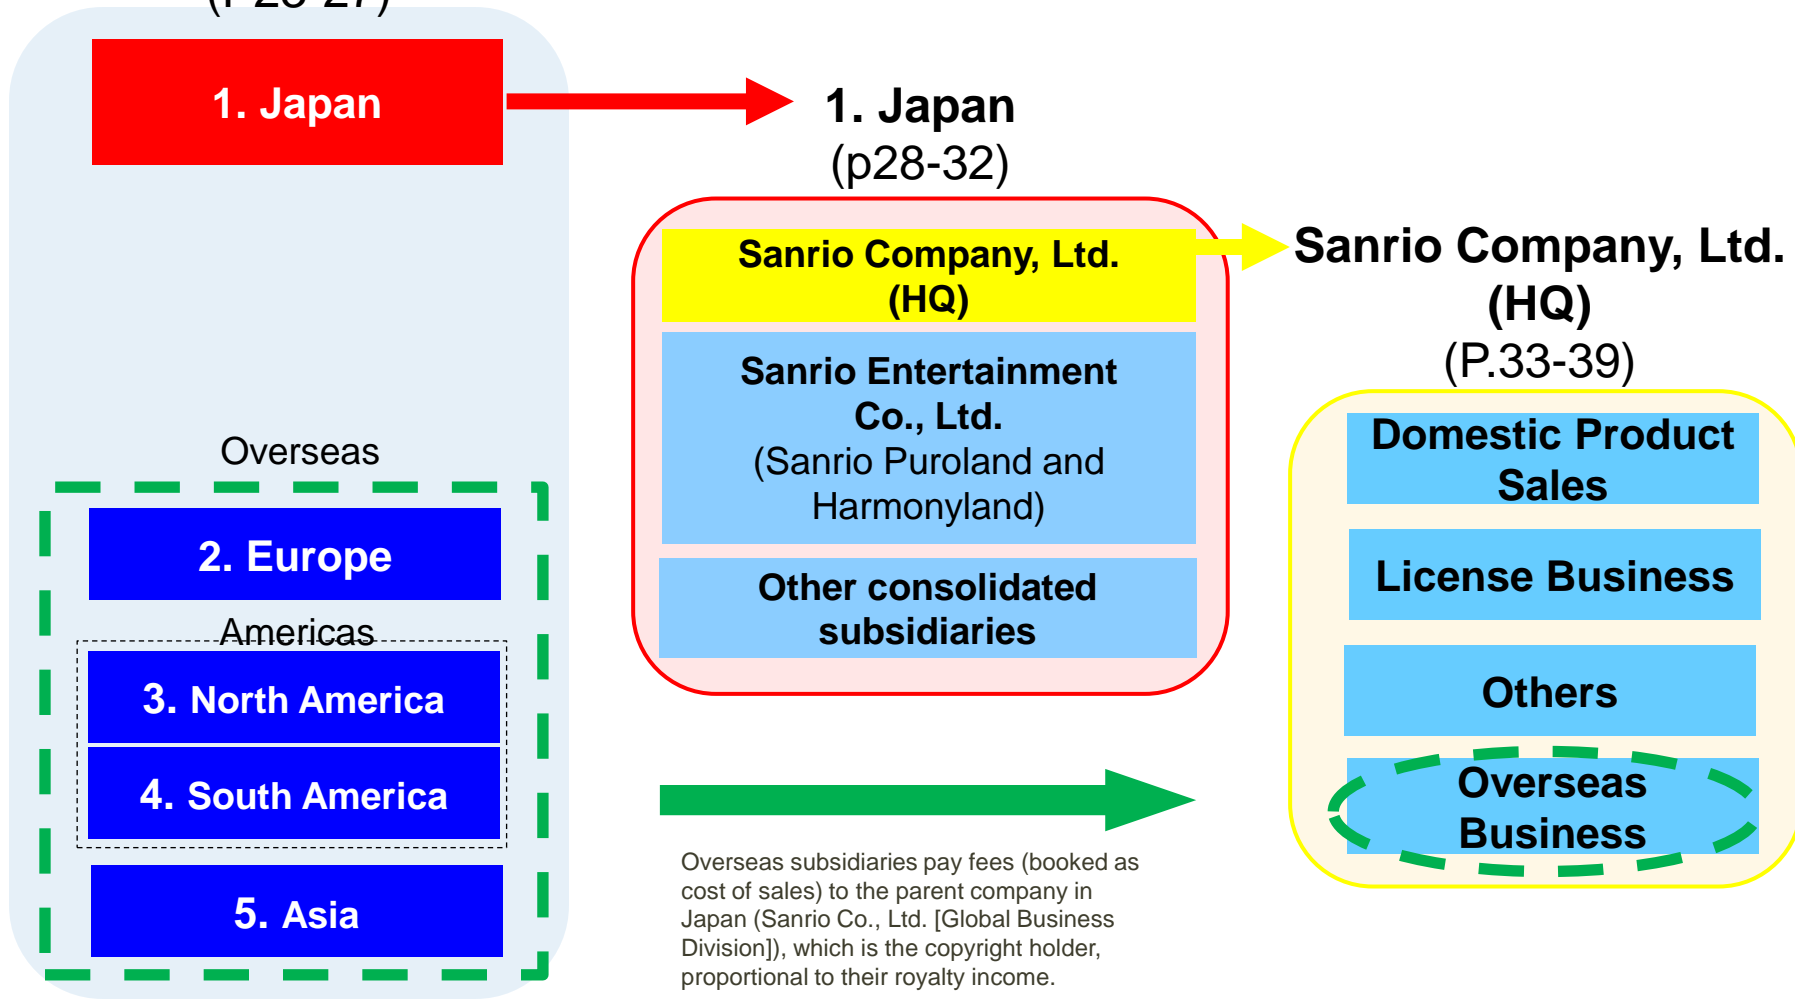 1. Japan
Overseas
2. Europe
Americas
3. North America
4. South America
5. Asia
1. Japan
(p28-32)
Sanrio Company, Ltd.
(HQ)
Sanrio Entertainment
Co., Ltd.
(Sanrio Puroland and
Harmonyland)
Other consolidated
subsidiaries
Overseas subsidiaries pay fees (booked as
cost of sales) to the parent company in
Japan (Sanrio Co., Ltd. [Global Business
Division]), which is the copyright holder,
proportional to their royalty income.
Sanrio Company, Ltd.
(HQ)
(P.33-39)
Domestic Product
Sales
License Business
Others
Overseas
Business